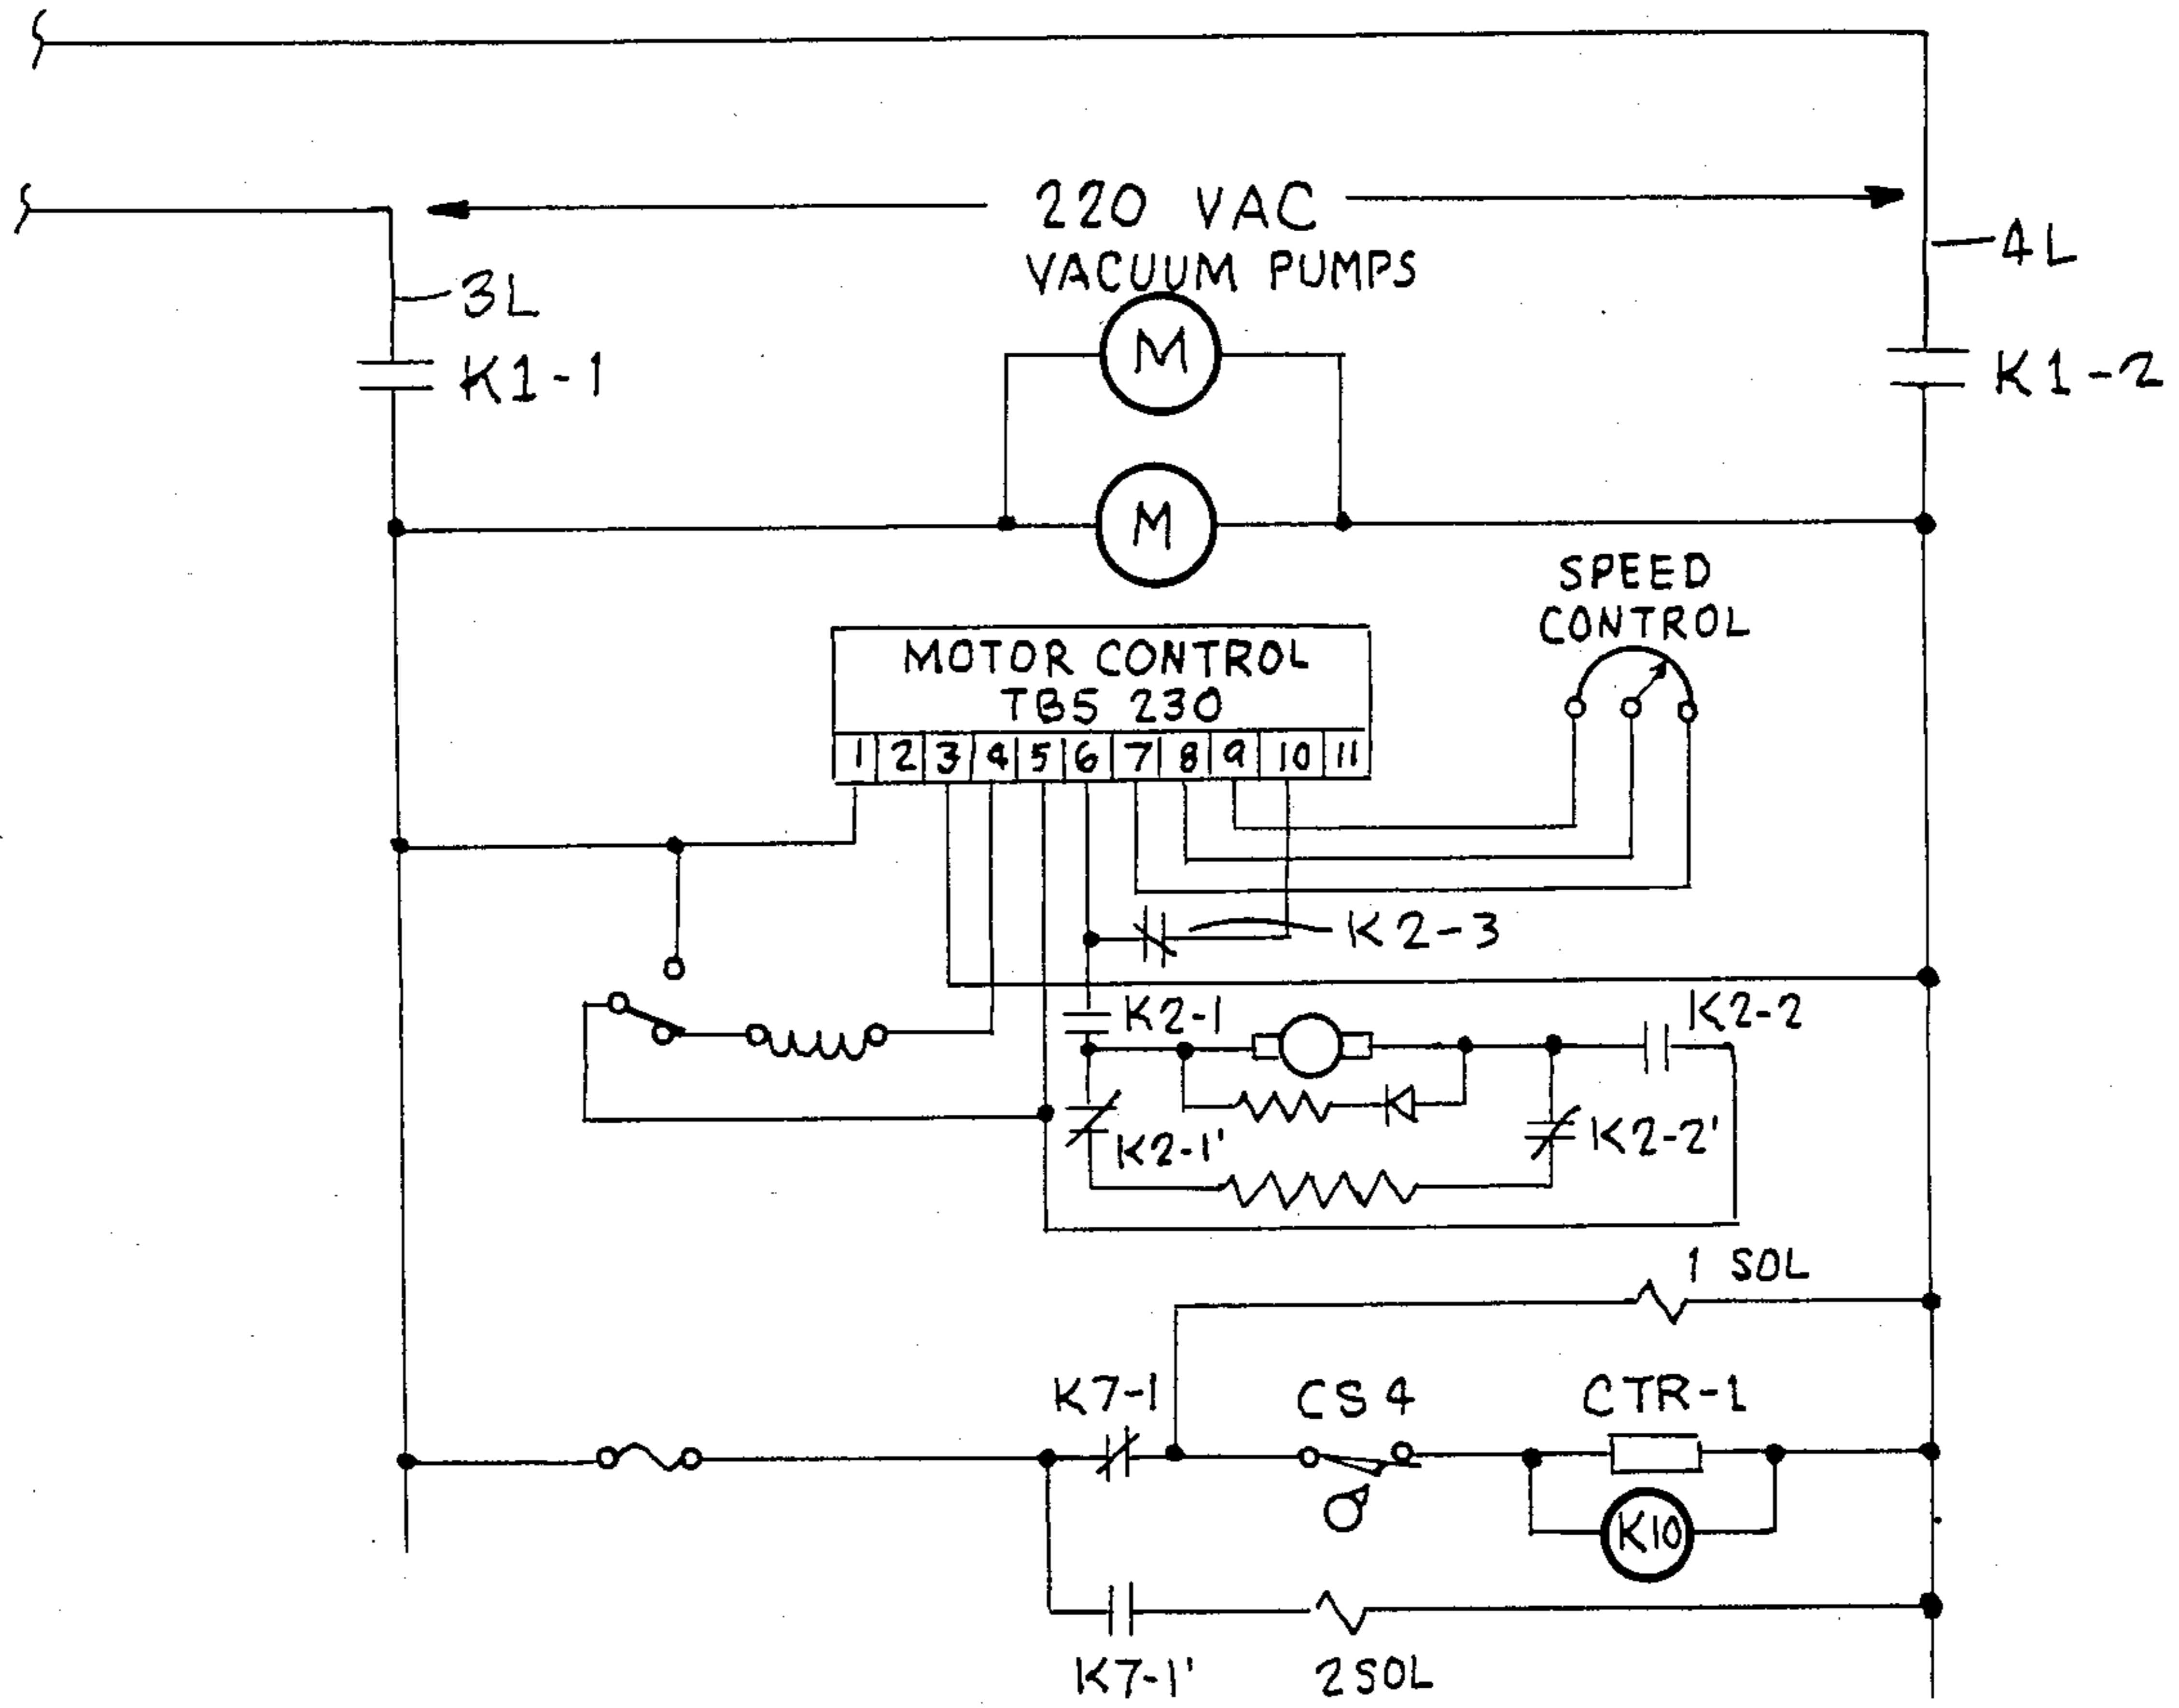 220 VAC
VACUUM PUMPS
4L
3L
M
K1-1
K1-2
M
SPEED
CONTROL
MOTOR CONTROL
TB5 230
1 2 3 4 5 6 7 8 9 10 11
K2-3
K2-1
K2-2
K2-1'
K2-2'
1 SOL
K7-1
CS4
CTR-1
K10
K7-1'
2SOL